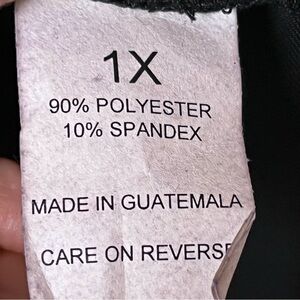 1X
90% POLYESTER
10% SPANDEX
MADE IN GUATEMALA
CARE ON REVERSE